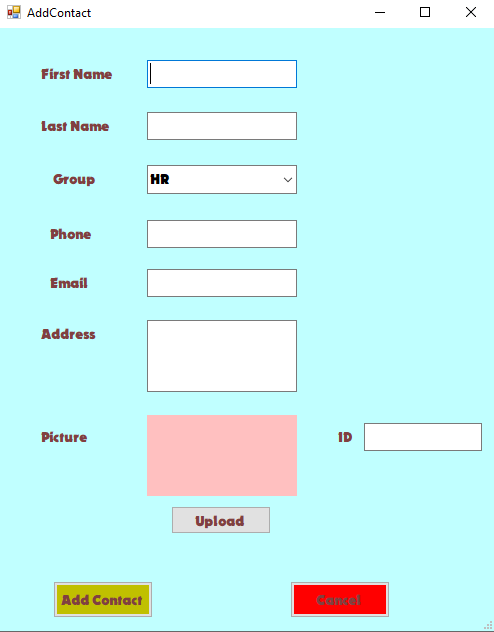 AddContact
First Name
Last Name
Group
HR
Phone
Email
Address
Picture
ID
Upload
Add Contact
Cancel